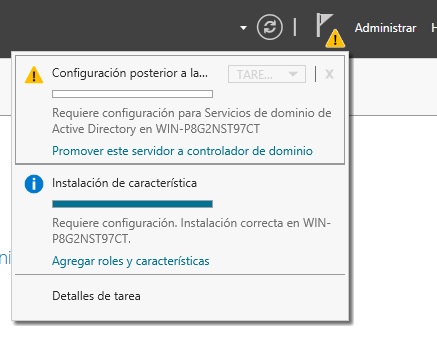 Administrar
Configuración posterior a la...
TARE...
X
Requiere configuración para Servicios de dominio de
Active Directory en WIN-P8G2NST97CT
Promover este servidor a controlador de dominio
Instalación de característica
Requiere configuración. Instalación correcta en WIN-
P8G2NST97CT.
Agregar roles y características
Detalles de tarea